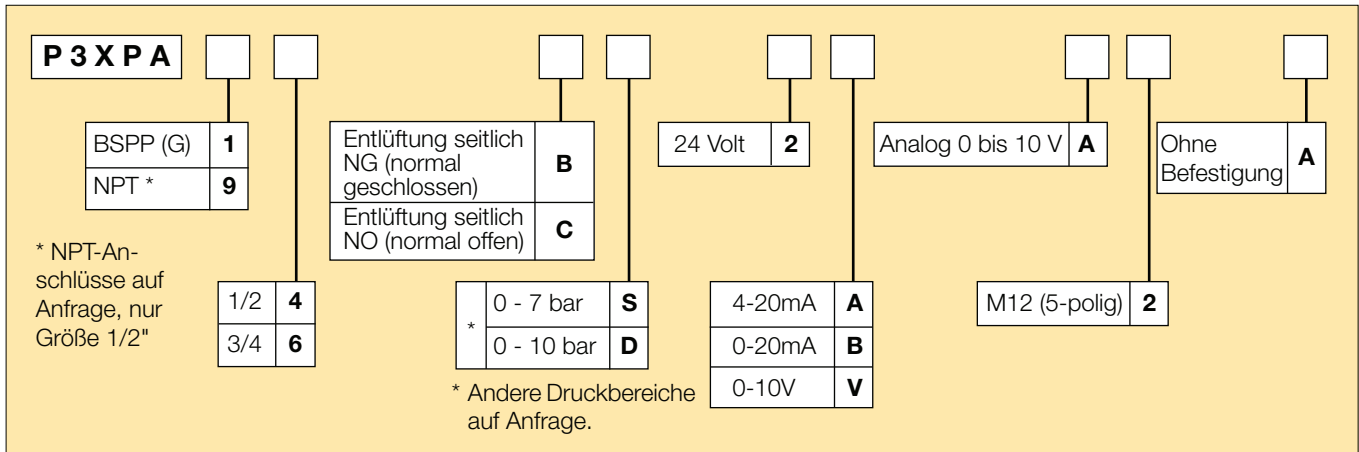 P3XPA
BSPP (G) 1
NPT * 9
* NPT-An-
schlüsse auf
Anfrage, nur
Größe 1/2"
1/2 4
3/4 6
Entlüftung seitlich
NG (normal
geschlossen)
B
Entlüftung seitlich
NO (normal offen)
C
*
0 - 7 bar S
0 - 10 bar D
* Andere Druckbereiche
auf Anfrage.
24 Volt 2
4-20mA A
0-20mA B
0-10V V
Analog 0 bis 10 V A
M12 (5-polig) 2
Ohne
Befestigung
A